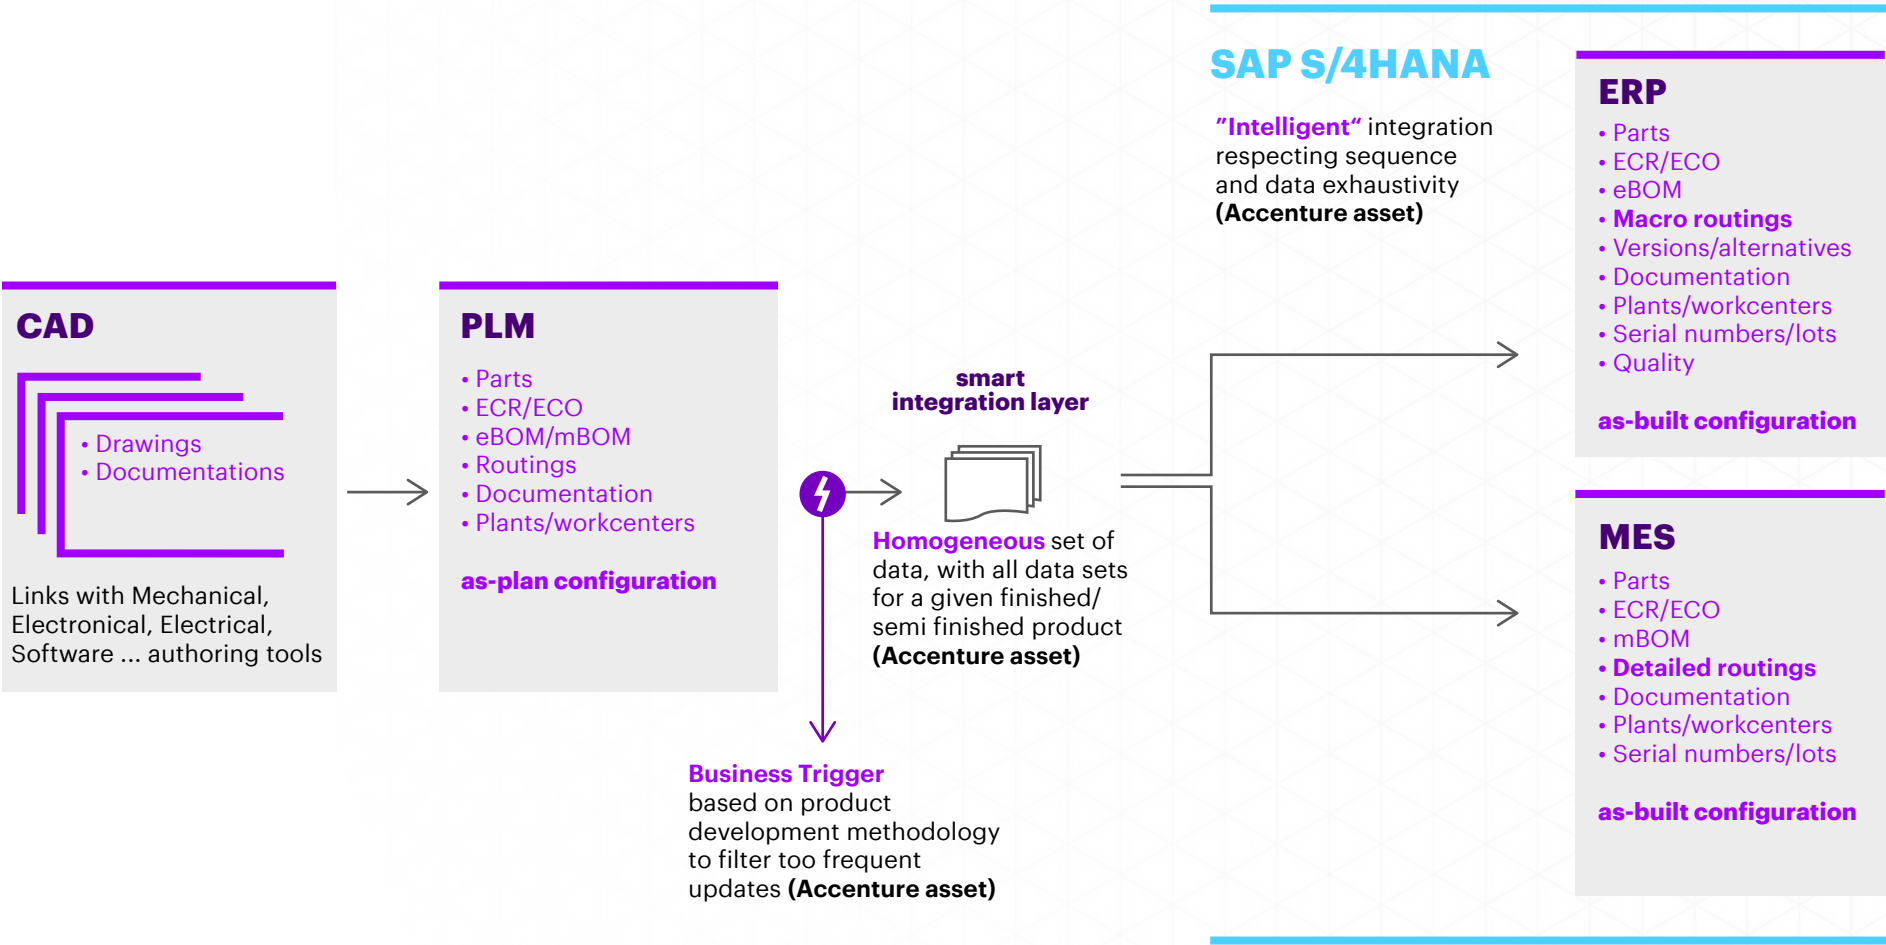 CAD
• Drawings
• Documentations
Links with Mechanical,
Electronical, Electrical,
Software ... authoring tools
PLM
• Parts
• ECR/ECO
• eBOM/mBOM
• Routings
• Documentation
• Plants/workcenters
as-plan configuration
Business Trigger
based on product
development methodology
to filter too frequent
updates (Accenture asset)
smart
integration layer
Homogeneous set of
data, with all data sets
for a given finished/
semi finished product
(Accenture asset)
SAP S/4HANA
”Intelligent“ integration
respecting sequence
and data exhaustivity
(Accenture asset)
ERP
• Parts
• ECR/ECO
• eBOM
• Macro routings
• Versions/alternatives
• Documentation
• Plants/workcenters
• Serial numbers/lots
• Quality
as-built configuration
MES
• Parts
• ECR/ECO
• mBOM
• Detailed routings
• Documentation
• Plants/workcenters
• Serial numbers/lots
as-built configuration